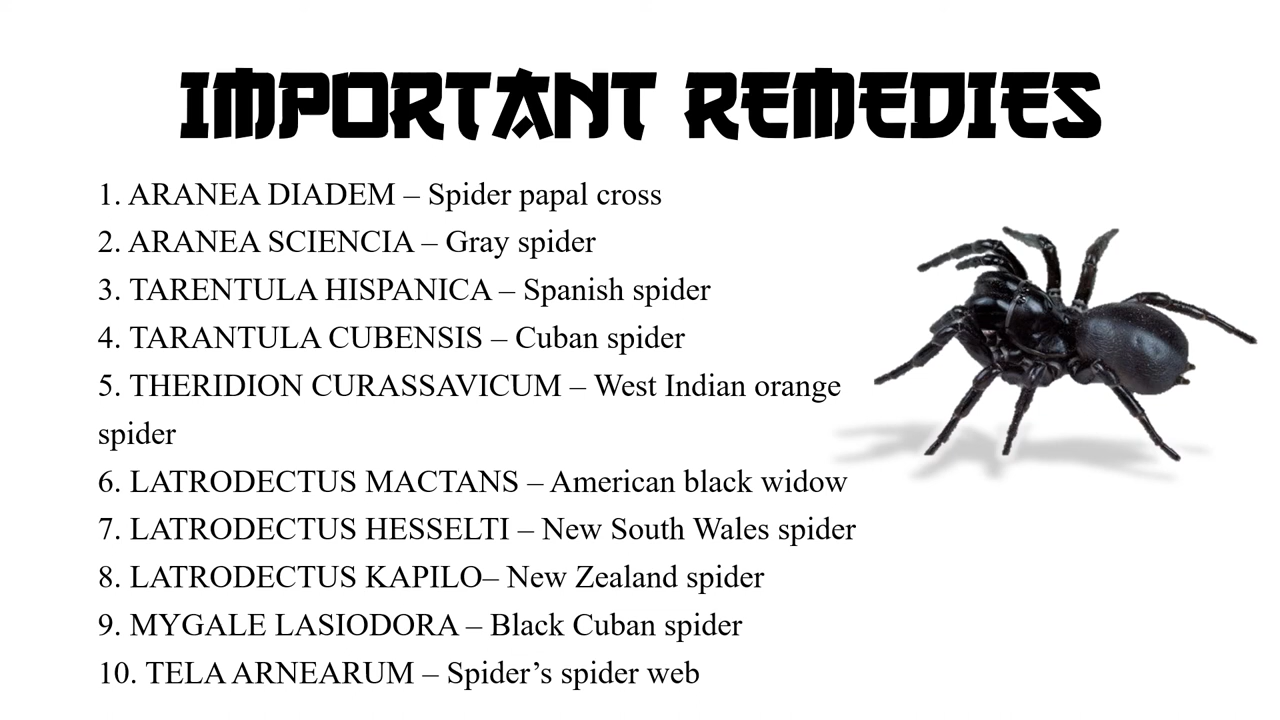 IMPORTANT REMEDIES
1. ARANEA DIADEM – Spider papal cross
2. ARANEA SCIENCIA – Gray spider
3. TARENTULA HISPANICA – Spanish spider
4. TARANTULA CUBENSIS – Cuban spider
5. THERIDION CURASSAVICUM – West Indian orange
spider
6. LATRODECTUS MACTANS – American black widow
7. LATRODECTUS HESSELTI – New South Wales spider
8. LATRODECTUS KAPILO– New Zealand spider
9. MYGALE LASIODORA – Black Cuban spider
10. TELA ARNEARUM – Spider’s spider web